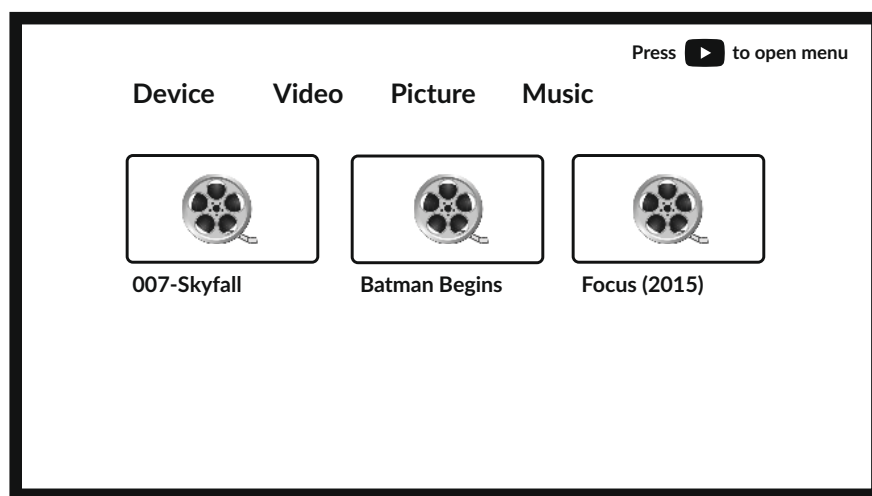 Press to open menu
Device Video Picture Music
007-Skyfall Batman Begins Focus (2015)